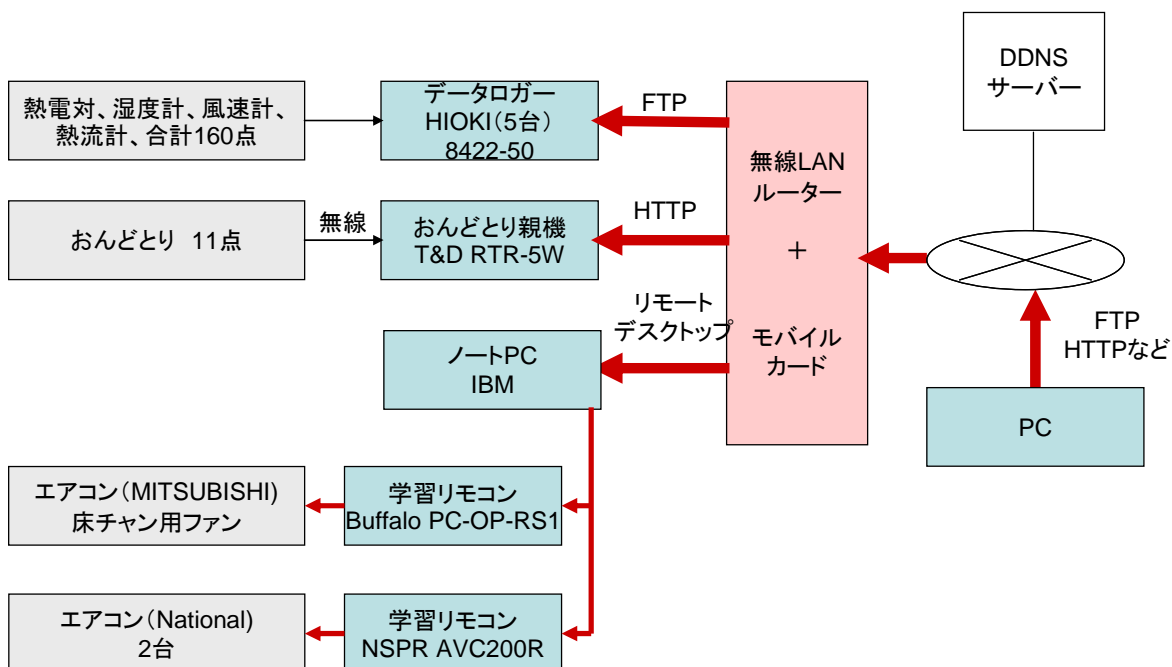 DDNS
サーバー
熱電対、湿度計、風速計、
熱流計、合計160点
データロガー
HIOKI(5台)
8422-50
FTP
無線LAN
ルーター
+
モバイル
カード
おんどとり 11点
無線
おんどとり親機
T&D RTR-5W
HTTP
リモート
デスクトップ
ノートPC
IBM
FTP
HTTPなど
PC
エアコン(MITSUBISHI)
床チャン用ファン
学習リモコン
Buffalo PC-OP-RS1
エアコン(National)
2台
学習リモコン
NSPR AVC200R